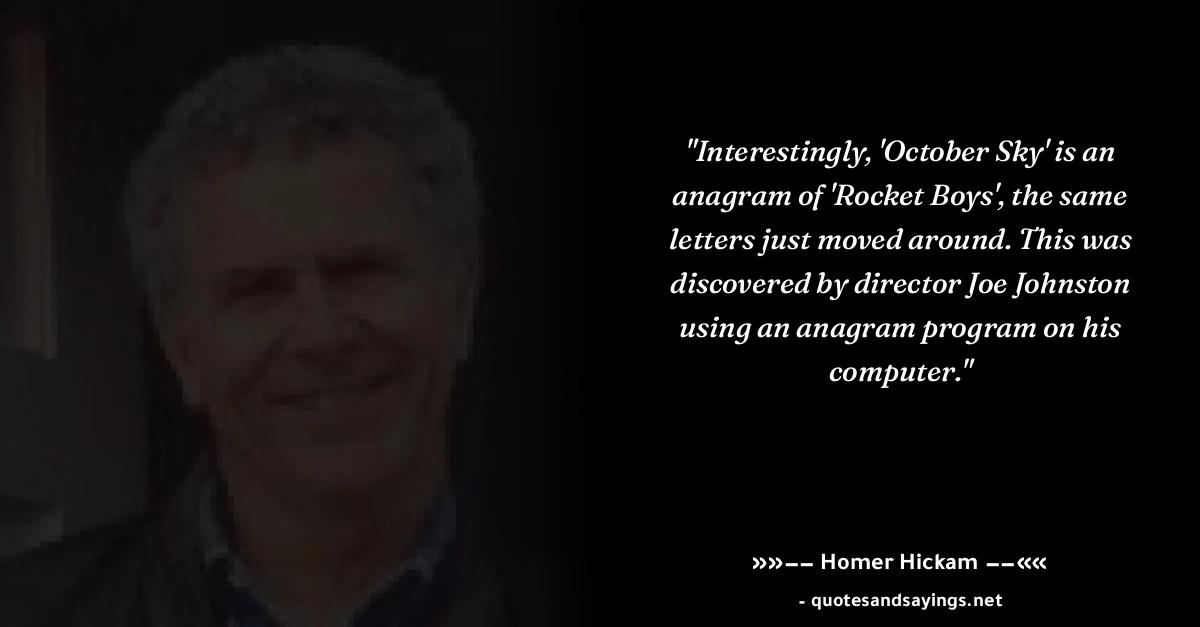 "Interestingly, 'October Sky' is an
anagram of 'Rocket Boys', the same
letters just moved around. This was
discovered by director Joe Johnston
using an anagram program on his
computer."
»»−− Homer Hickam −−««
- quotesandsayings.net